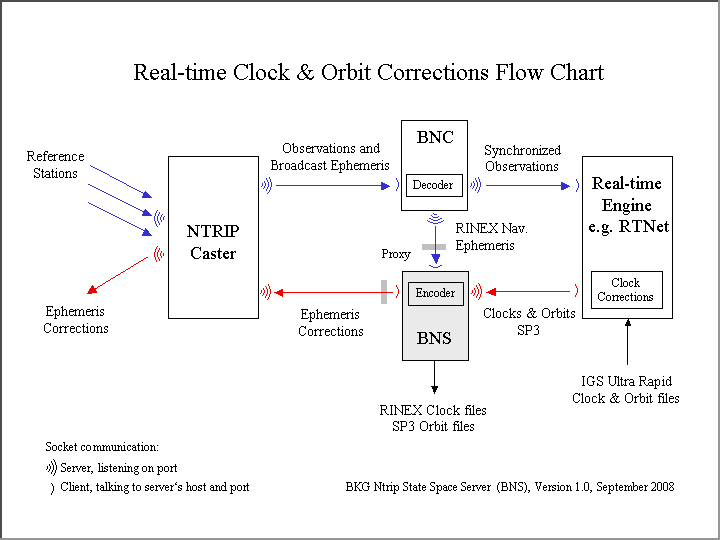 Real-time Clock & Orbit Corrections Flow Chart
Reference
Stations
NTRIP
Caster
Ephemeris
Corrections
Observations and
Broadcast Ephemeris
BNC
Decoder
Synchronized
Observations
Real-time
Engine
e.g. RTNet
RINEX Nav.
Ephemeris
Proxy
Ephemeris
Corrections
Encoder
BNS
Clocks & Orbits
SP3
Clock
Corrections
RINEX Clock files
SP3 Orbit files
IGS Ultra Rapid
Clock & Orbit files
Socket communication:
Server, listening on port
Client, talking to server‘s host and port
BKG Ntrip State Space Server (BNS), Version 1.0, September 2008